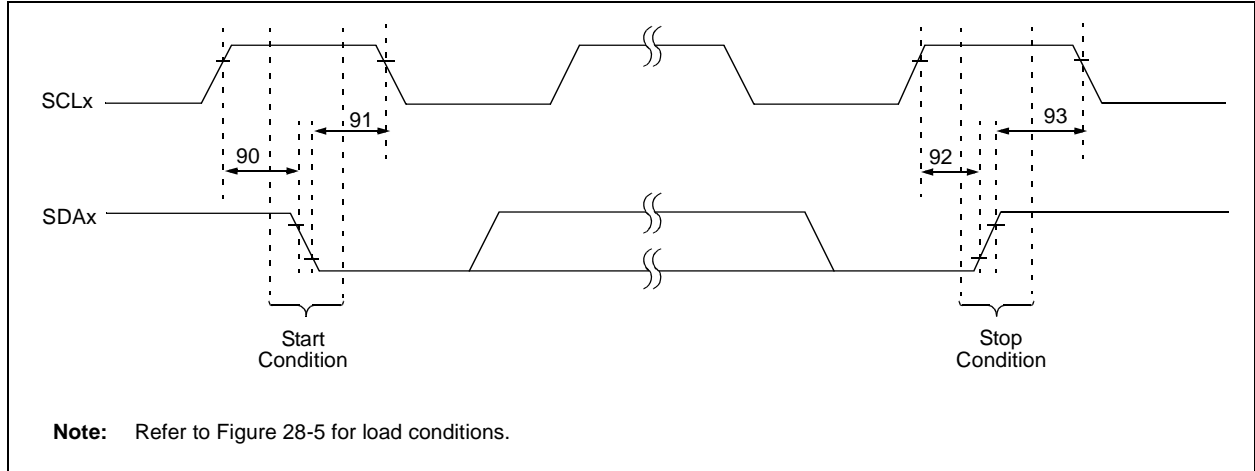 SCLx
91
93
90
92
SDAx
Start
Condition
Stop
Condition
Note: Refer to Figure 28-5 for load conditions.